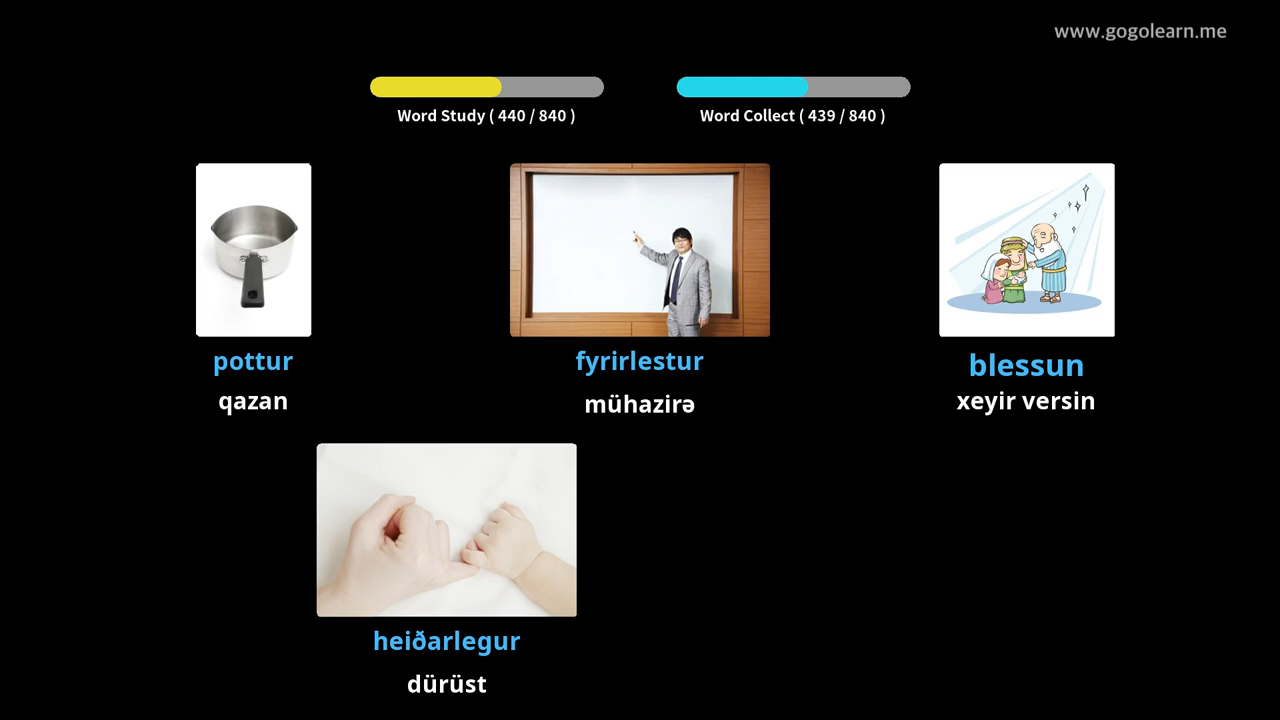 www.gogolearn.me
Word Study ( 440 / 840 )
Word Collect ( 439 / 840 )
pottur
qazan
fyrirlestur
mühazirə
blessun
xeyir versin
heiðarlegur
dürüst